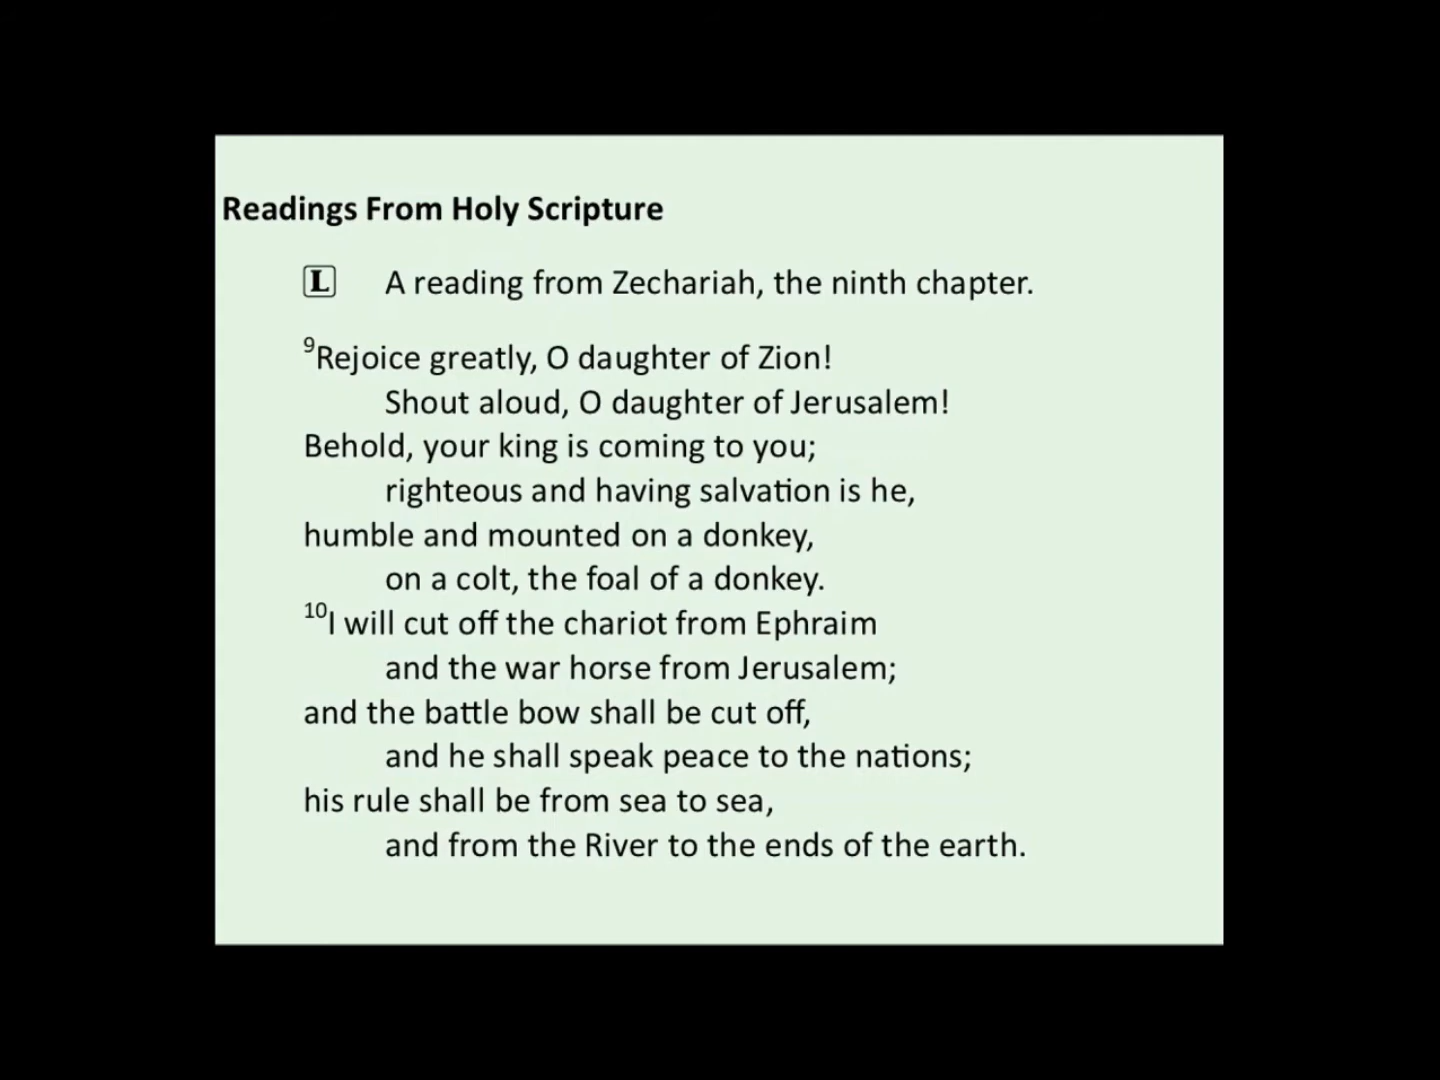 Readings From Holy Scripture
L A reading from Zechariah, the ninth chapter.
9Rejoice greatly, O daughter of Zion!
Shout aloud, O daughter of Jerusalem!
Behold, your king is coming to you;
righteous and having salvation is he,
humble and mounted on a donkey,
on a colt, the foal of a donkey.
10I will cut off the chariot from Ephraim
and the war horse from Jerusalem;
and the battle bow shall be cut off,
and he shall speak peace to the nations;
his rule shall be from sea to sea,
and from the River to the ends of the earth.